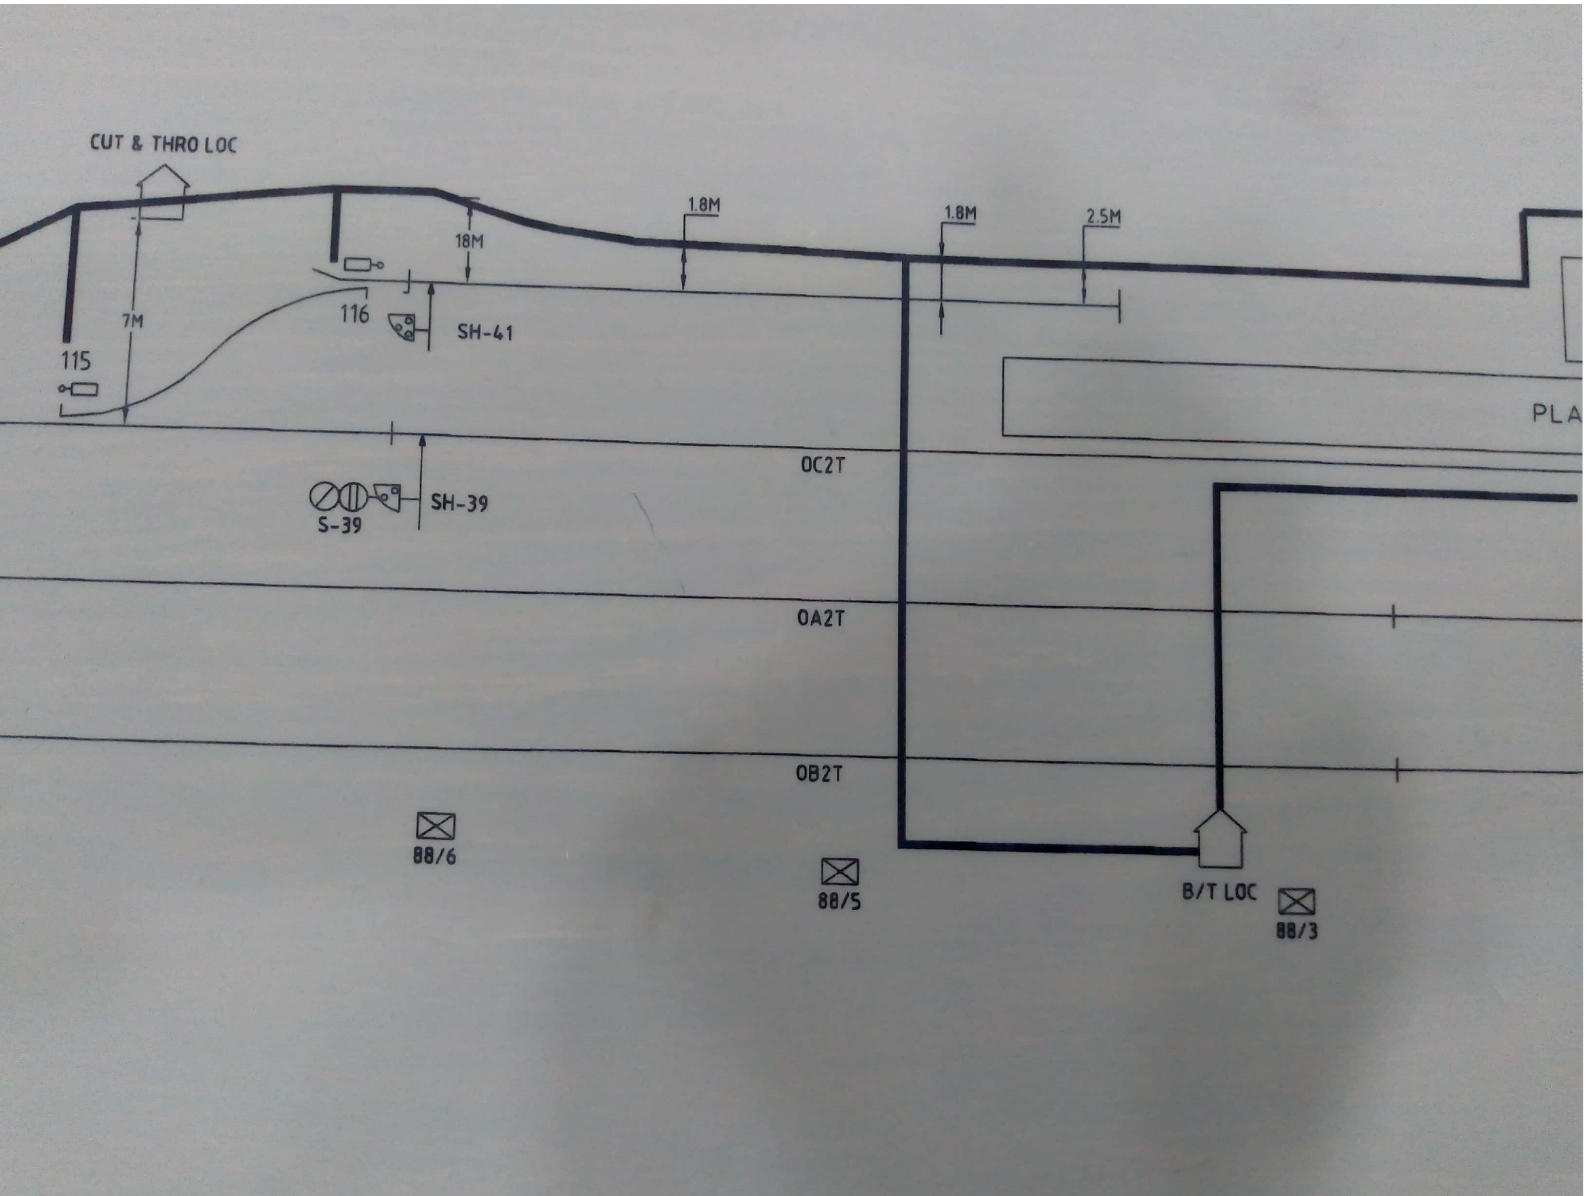 CUT & THRO LOC
1.8M
1.8M
2.5M
18M
7M
116
SH-41
115
PLA
OC2T
SH-39
S-39
OA2T
OB2T
88/6
88/5
B/T LOC
88/3